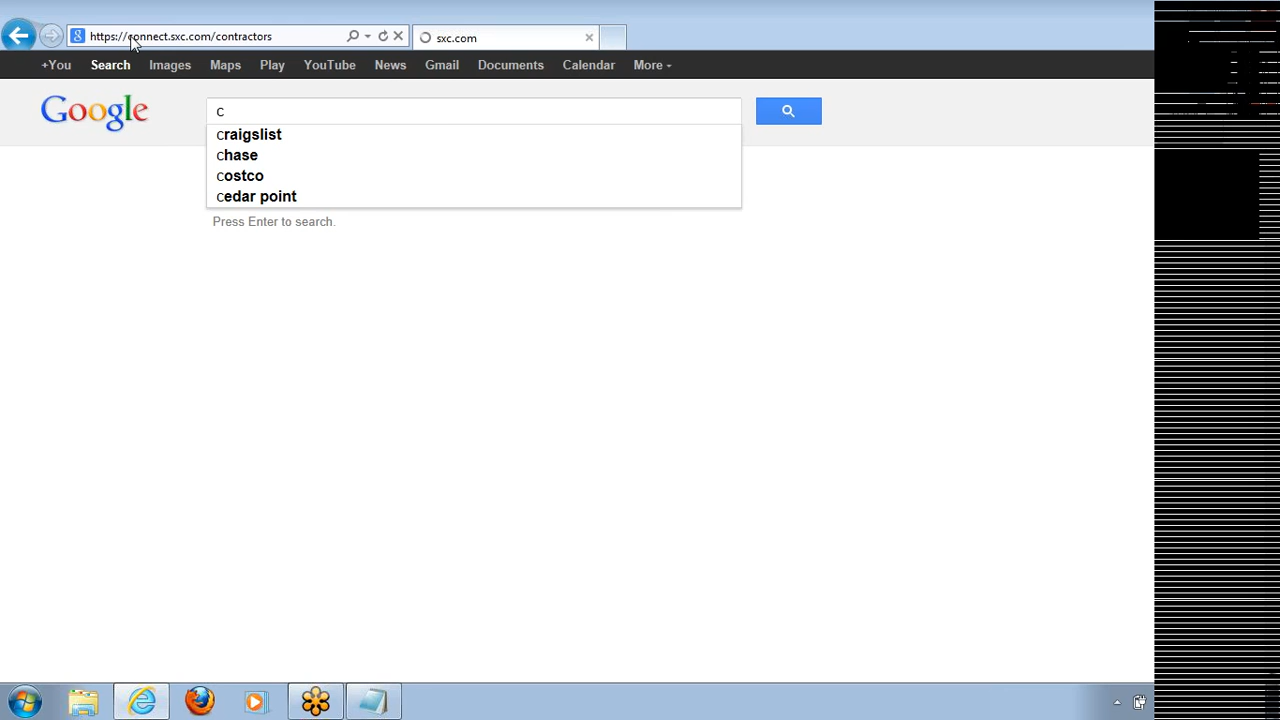 https://connect.sxc.com/contractors
sxc.com
+You Search Images Maps Play YouTube News Gmail Documents Calendar More
Google
c
craigslist
chase
costco
cedar point
Press Enter to search.